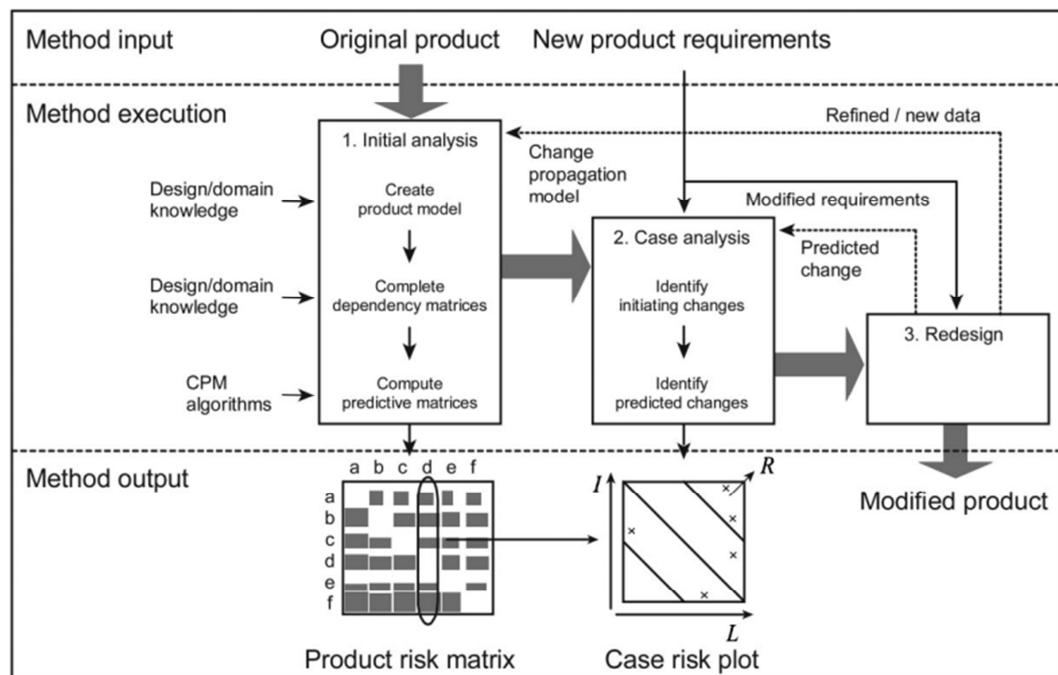 Method input
Original product
New product requirements
Method execution
Refined / new data
1. Initial analysis
Change
propagation
model
Design/domain
knowledge
Create
product model
Modified requirements
2. Case analysis
Predicted
change
Design/domain
knowledge
Complete
dependency matrices
Identify
initiating changes
3. Redesign
CPM
algorithms
Compute
predictive matrices
Identify
predicted changes
Method output
a b c d e f
a
b
c
d
e
f
I
R
L
Modified product
Product risk matrix
Case risk plot